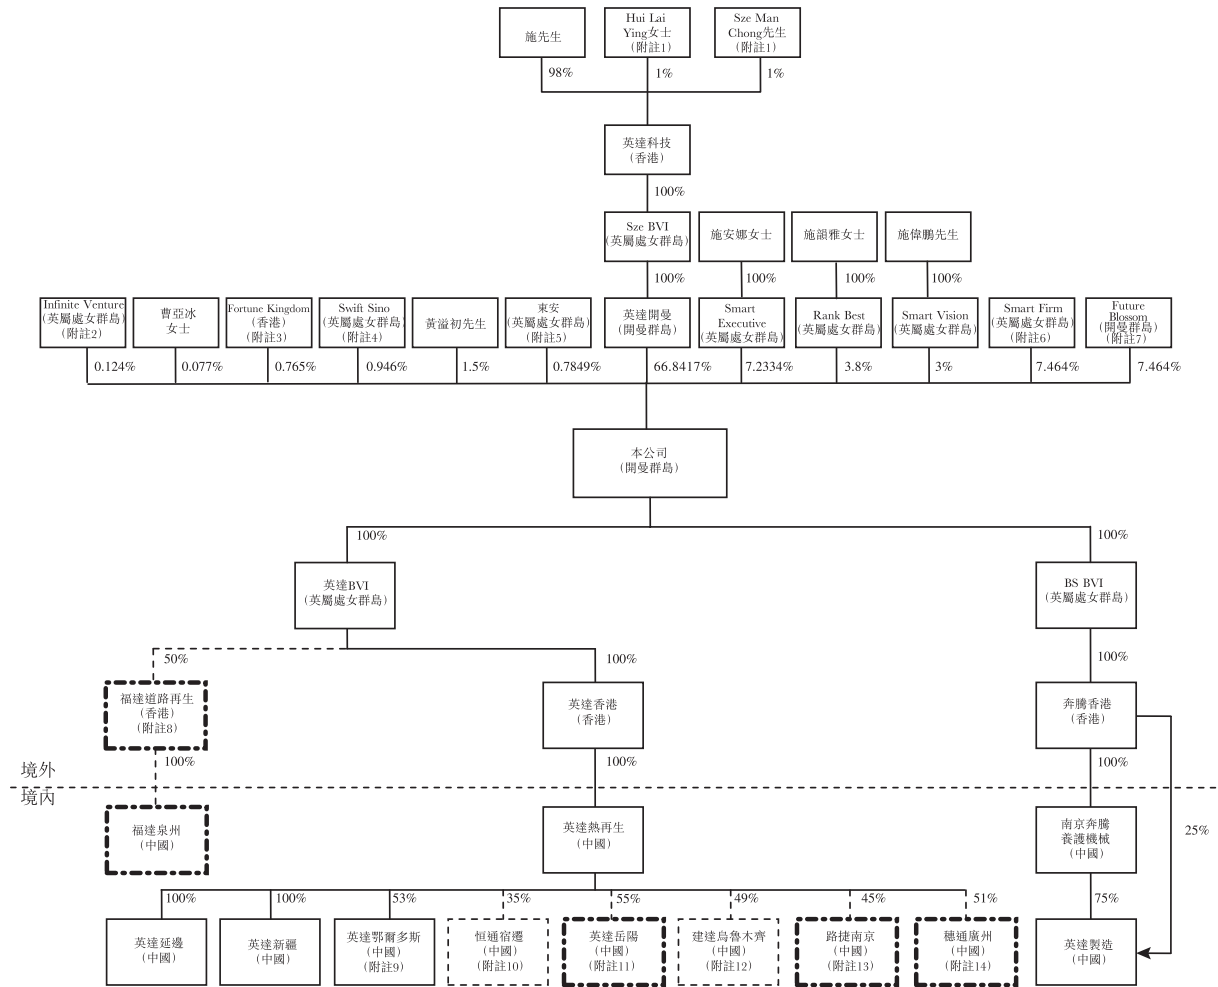 施先生
Hui Lai
Ying女士
(附註1)
Sze Man
Chong先生
(附註1)
98%
1%
1%
英達科技
(香港)
100%
Sze BVI
(英屬處女群島)
施安娜女士
施韻雅女士
施偉鵬先生
100%
100%
100%
100%
Infinite Venture
(英屬處女群島)
(附註2)
曹亞冰
女士
Fortune Kingdom
(香港)
(附註3)
Swift Sino
(英屬處女群島)
(附註4)
黃溢初先生
東安
(英屬處女群島)
(附註5)
英達開曼
(開曼群島)
Smart
Executive
(英屬處女群島)
Rank Best
(英屬處女群島)
Smart Vision
(英屬處女群島)
Smart Firm
(英屬處女群島)
(附註6)
Future
Blossom
(開曼群島)
(附註7)
0.124%
0.077%
0.765%
0.946%
1.5%
0.7849%
66.8417%
7.2334%
3.8%
3%
7.464%
7.464%
本公司
(開曼群島)
100%
100%
英達BVI
(英屬處女群島)
BS BVI
(英屬處女群島)
50%
100%
100%
福達道路再生
(香港)
(附註8)
英達香港
(香港)
奔騰香港
(香港)
100%
100%
100%
境外
境內
福達泉州
(中國)
英達熱再生
(中國)
南京奔騰
養護機械
(中國)
25%
100%
100%
53%
35%
55%
49%
45%
51%
75%
英達延邊
(中國)
英達新疆
(中國)
英達鄂爾多斯
(中國)
(附註9)
恒通宿遷
(中國)
(附註10)
英達岳陽
(中國)
(附註11)
建達烏魯木齊
(中國)
(附註12)
路捷南京
(中國)
(附註13)
穗通廣州
(中國)
(附註14)
英達製造
(中國)